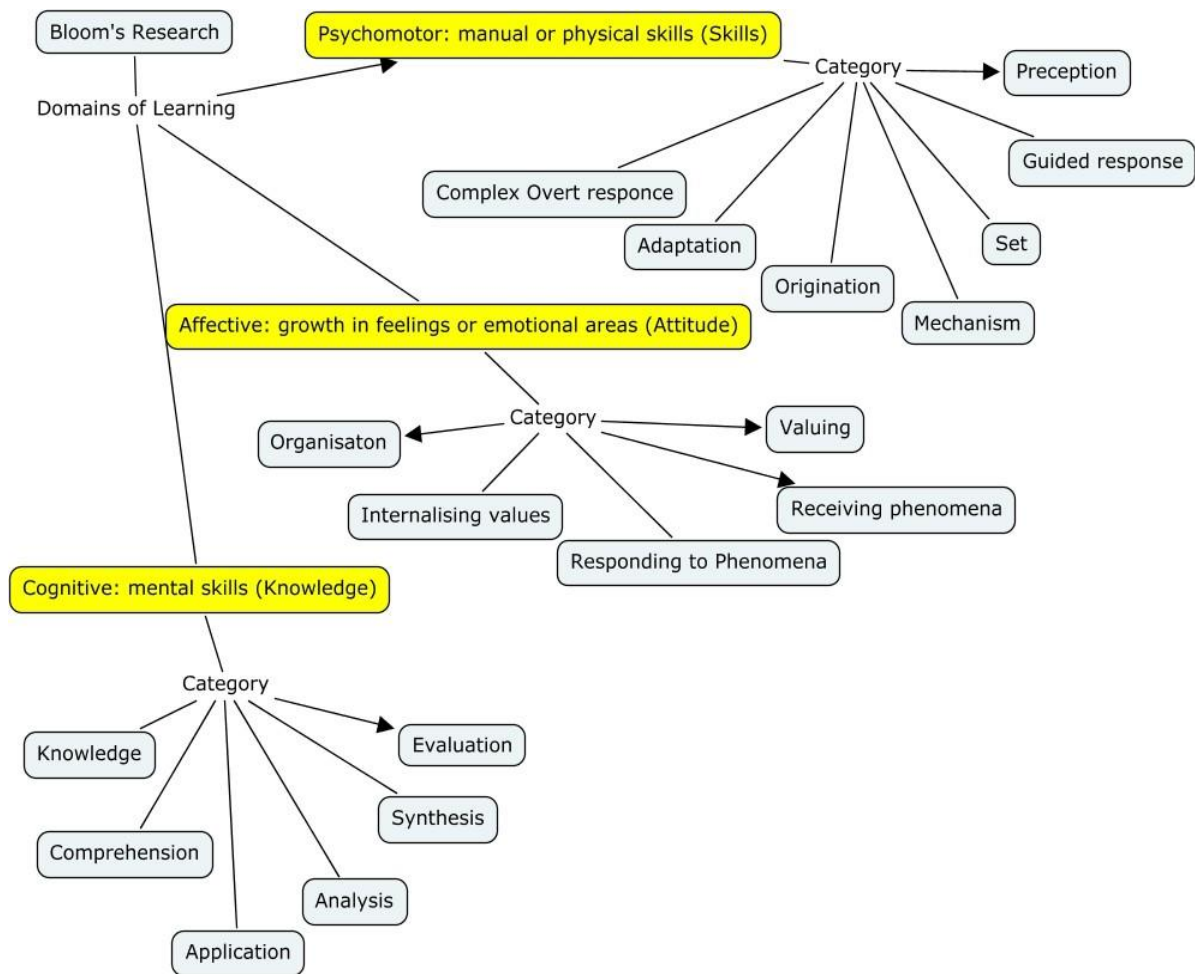 Bloom's Research
Domains of Learning
Psychomotor: manual or physical skills (Skills)
Category
Preception
Guided response
Complex Overt responce
Adaptation
Set
Origination
Mechanism
Affective: growth in feelings or emotional areas (Attitude)
Category
Valuing
Organisaton
Receiving phenomena
Internalising values
Responding to Phenomena
Cognitive: mental skills (Knowledge)
Category
Knowledge
Evaluation
Synthesis
Comprehension
Analysis
Application